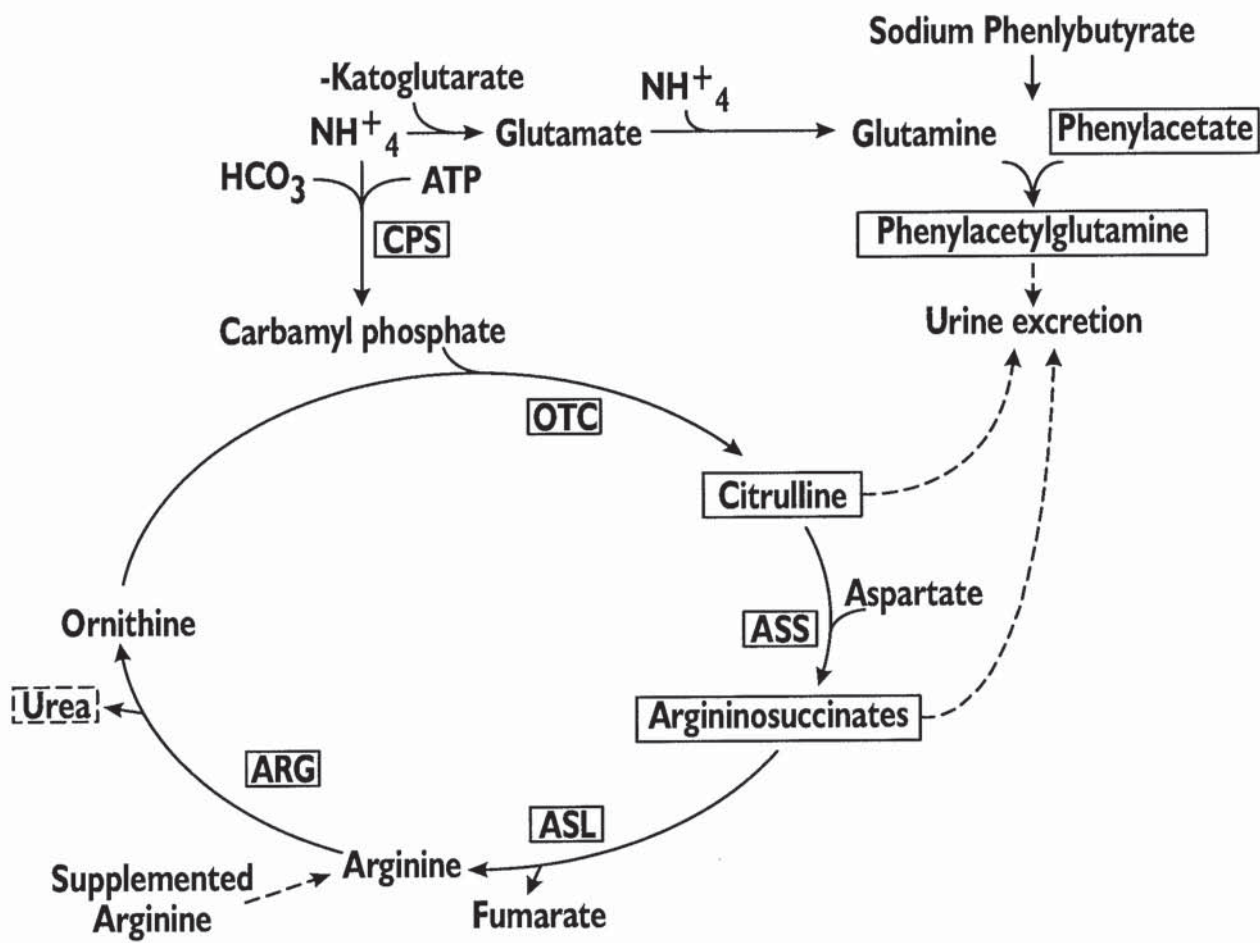 Sodium Phenlybutyrate
-Katoglutarate
NH+4
NH+4
Glutamate
Glutamine
Phenylacetate
HCO3
ATP
CPS
Phenylacetylglutamine
Carbamyl phosphate
Urine excretion
OTC
Citrulline
Aspartate
ASS
Ornithine
Urea
Argininosuccinates
ARG
ASL
Arginine
Supplemented
Arginine
Fumarate